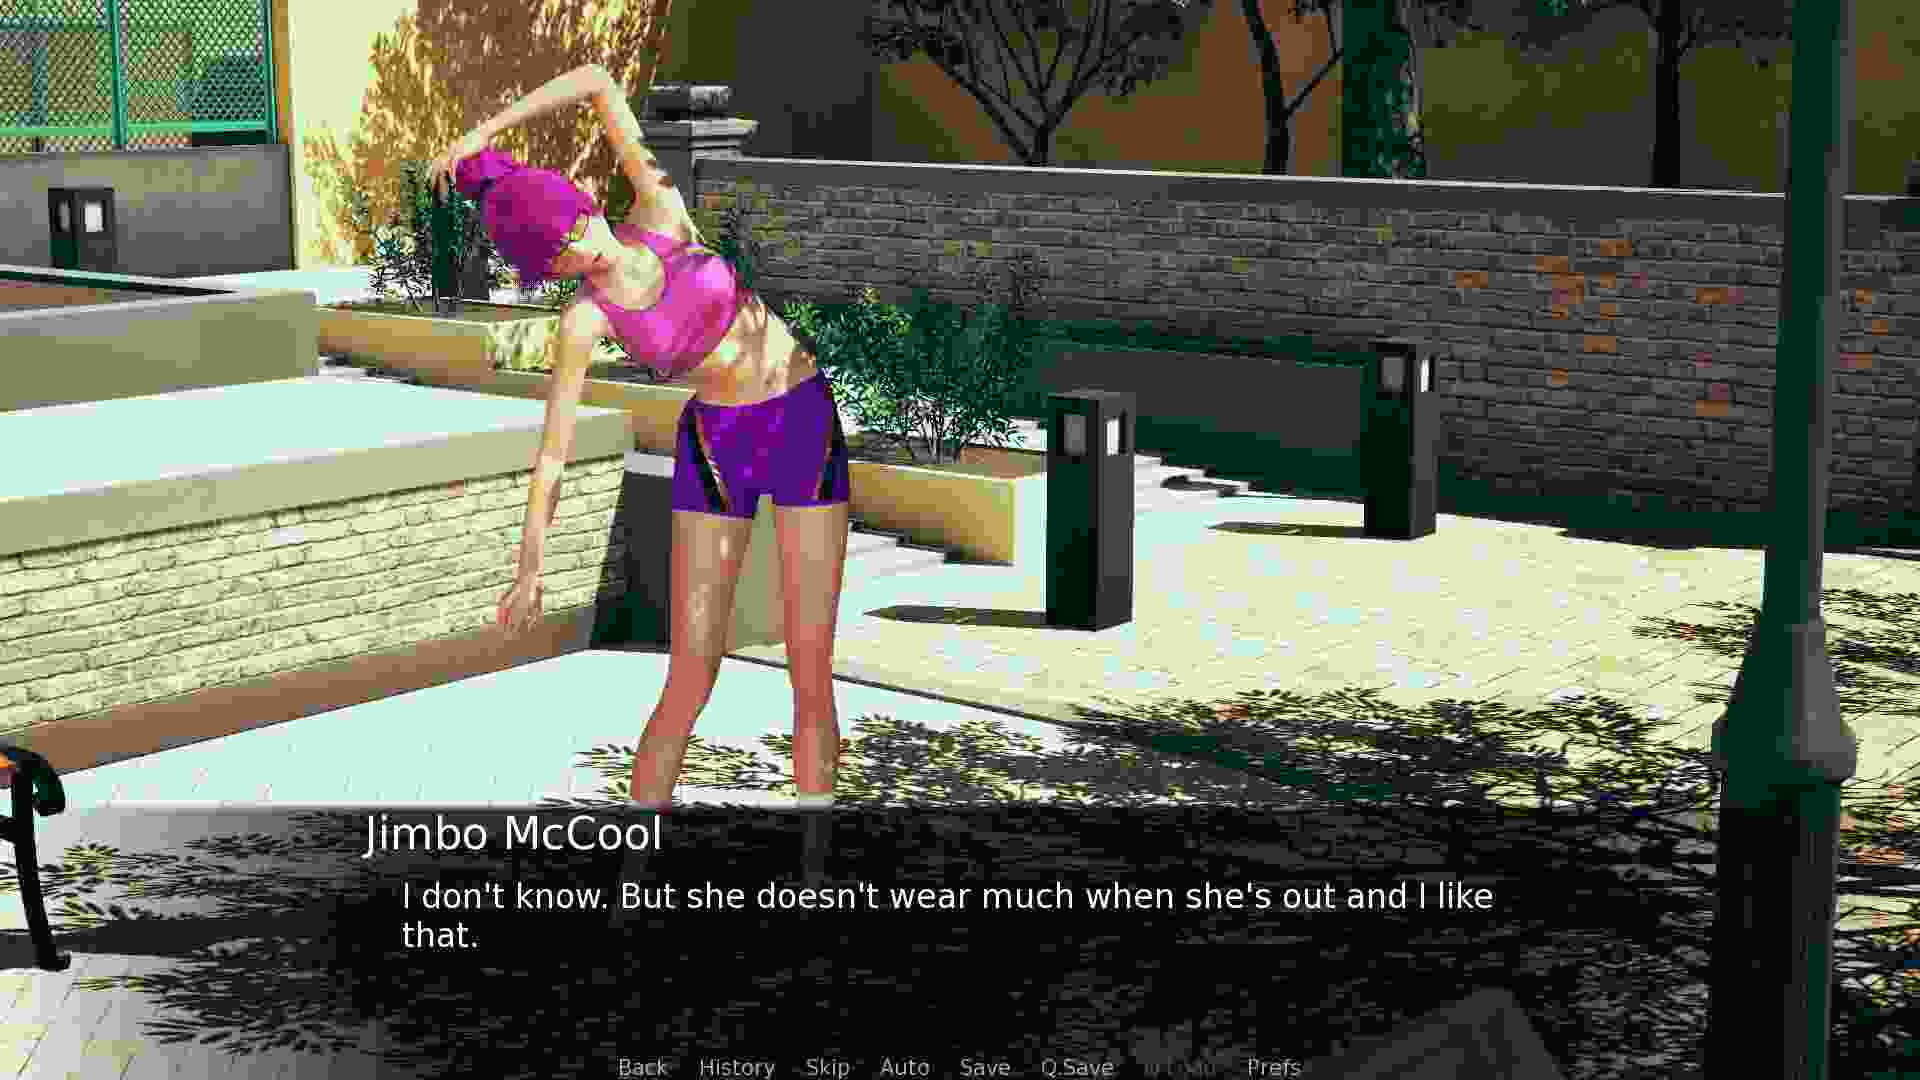 Jimbo McCool
I don't know. But she doesn't wear much when she's out and I like
that.
Back History Skip Auto Save Q.Save Prefs